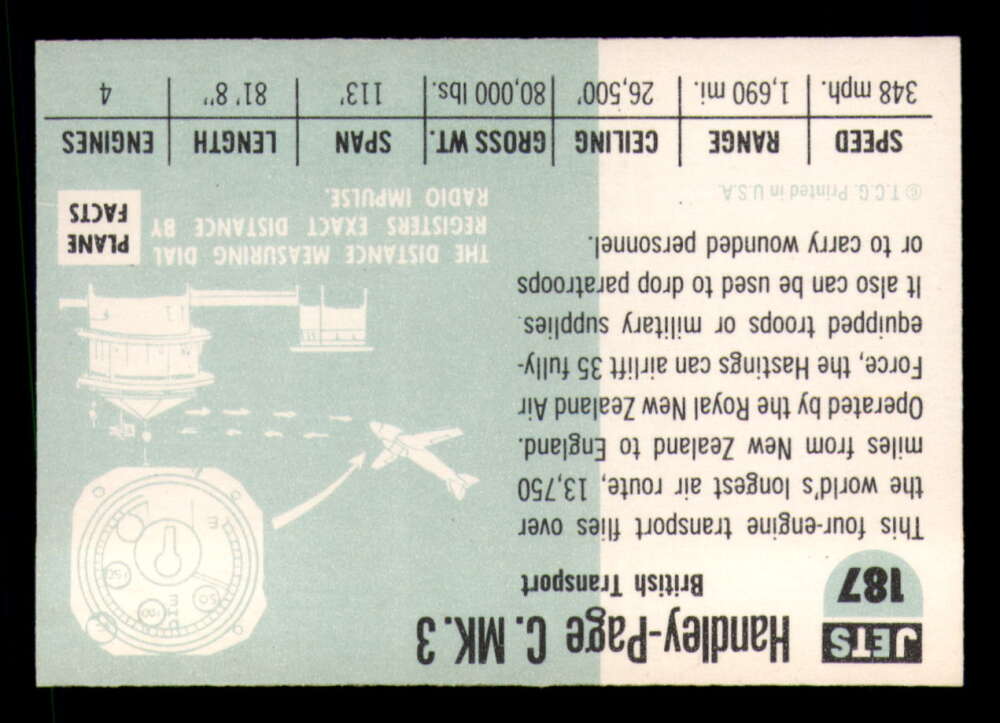 JETS
187
Handley-Page C. MK. 3
British Transport
This four-engine transport flies over
the world's longest air route, 13,750
miles from New Zealand to England.
Operated by the Royal New Zealand Air
Force, the Hastings can airlift 35 fully-
equipped troops or military supplies.
It also can be used to drop paratroops
or to carry wounded personnel.
© T.C.G. Printed in U.S.A.
THE DISTANCE MEASURING DIAL
REGISTERS EXACT DISTANCE BY
RADIO IMPULSE.
PLANE
FACTS
SPEED RANGE CEILING GROSS WT. SPAN LENGTH ENGINES
348 mph. 1,690 mi. 26,500' 80,000 lbs. 113' 81'8" 4